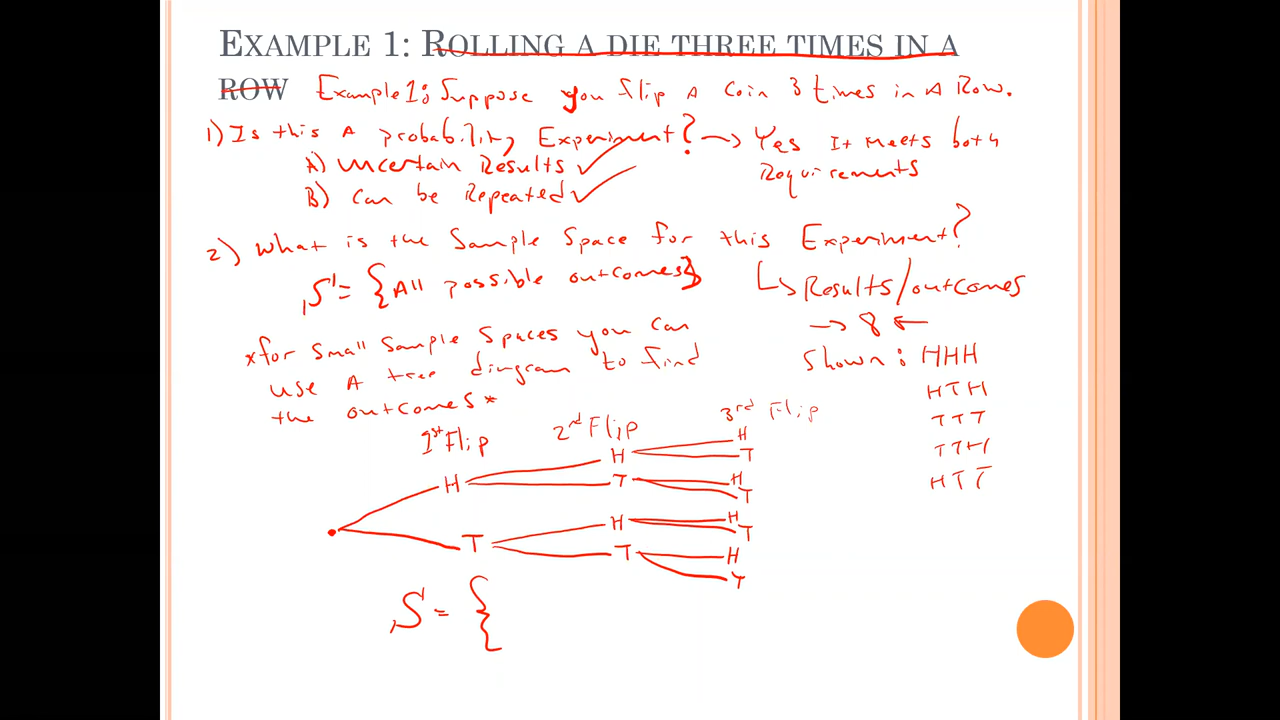 EXAMPLE 1: ROLLING A DIE THREE TIMES IN A
ROW Example 1: Suppose you flip A coin 3 times in A Row.
1) Is this A probability Experiment? → Yes It meets both
Requirements
A) uncertain Results ✓
B) Can be Repeated ✓
2) What is the Sample Space for this Experiment?
S = {All possible outcomes}
↳ Results/outcomes
→ 8 ←
*for small sample spaces you can
use A tree diagram to find
the outcomes*
Shown: HHH
HTH
TTT
TTH
HTT
1st Flip 2nd Flip 3rd Flip
H
H T
H T H
T
H H
T
T T H
T
S = {